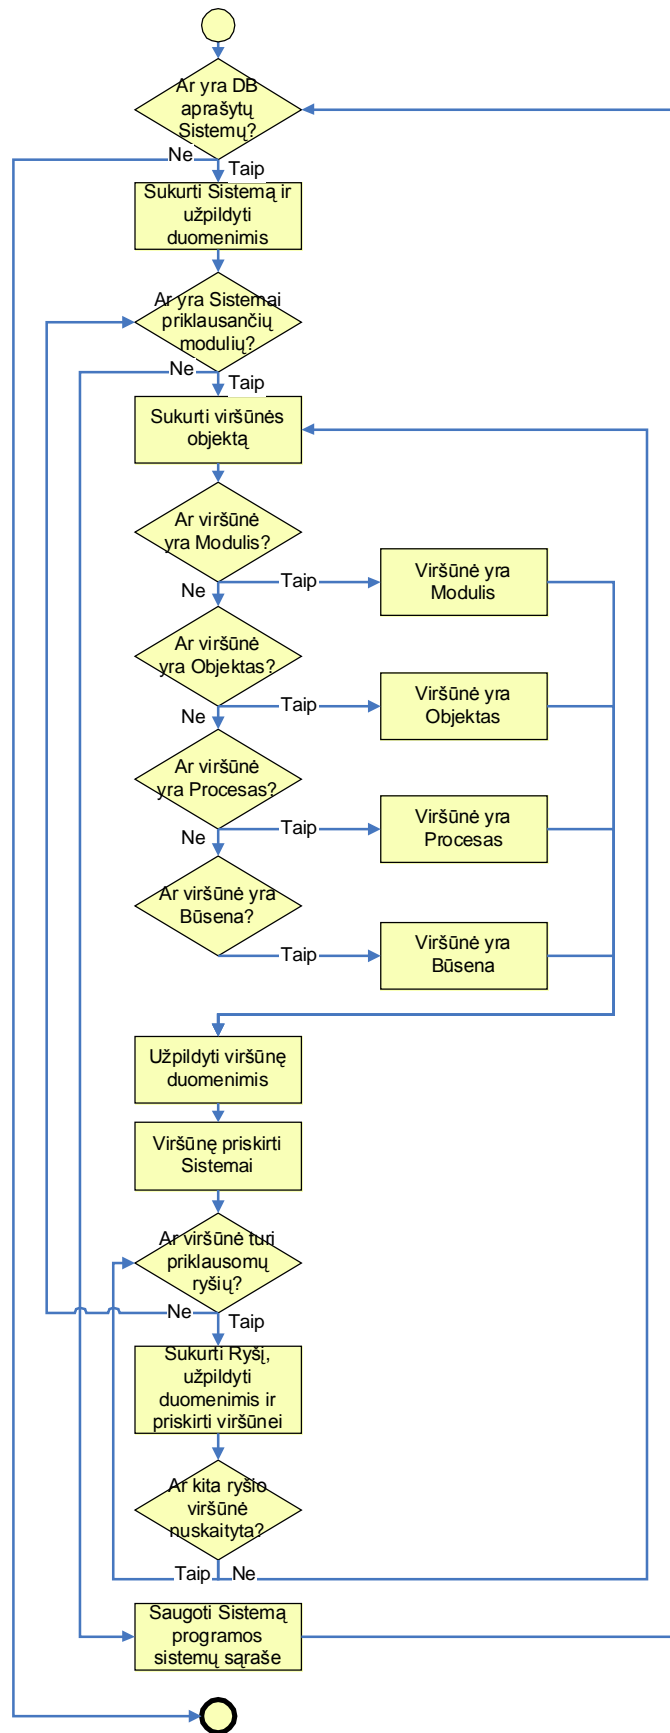 Ar yra DB
aprašytų
Sistemų?
Ne
Taip
Sukurti Sistemą ir
užpildyti
duomenimis
Ar yra Sistemai
priklausančių
modulių?
Ne
Taip
Sukurti viršūnės
objektą
Ar viršūnė
yra Modulis?
Ne
Taip
Viršūnė yra
Modulis
Ar viršūnė
yra Objektas?
Ne
Taip
Viršūnė yra
Objektas
Ar viršūnė
yra Procesas?
Ne
Taip
Viršūnė yra
Procesas
Ar viršūnė yra
Būsena?
Taip
Viršūnė yra
Būsena
Užpildyti viršūnę
duomenimis
Viršūnę priskirti
Sistemai
Ar viršūnė turi
priklausomų
ryšių?
Ne
Taip
Sukurti Ryšį,
užpildyti
duomenimis ir
priskirti viršūnei
Ar kita ryšio
viršūnė
nuskaityta?
Taip
Ne
Saugoti Sistemą
programos
sistemų sąraše